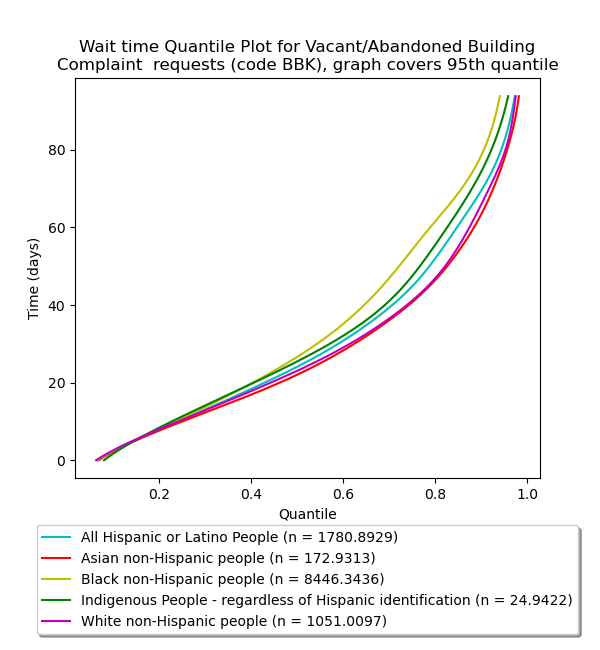 Wait time Quantile Plot for Vacant/Abandoned Building
Complaint  requests (code BBK), graph covers 95th quantile
80
60
40
20
0
Time (days)
0.2 0.4 0.6 0.8 1.0
Quantile
All Hispanic or Latino People (n = 1780.8929)
Asian non-Hispanic people (n = 172.9313)
Black non-Hispanic people (n = 8446.3436)
Indigenous People - regardless of Hispanic identification (n = 24.9422)
White non-Hispanic people (n = 1051.0097)